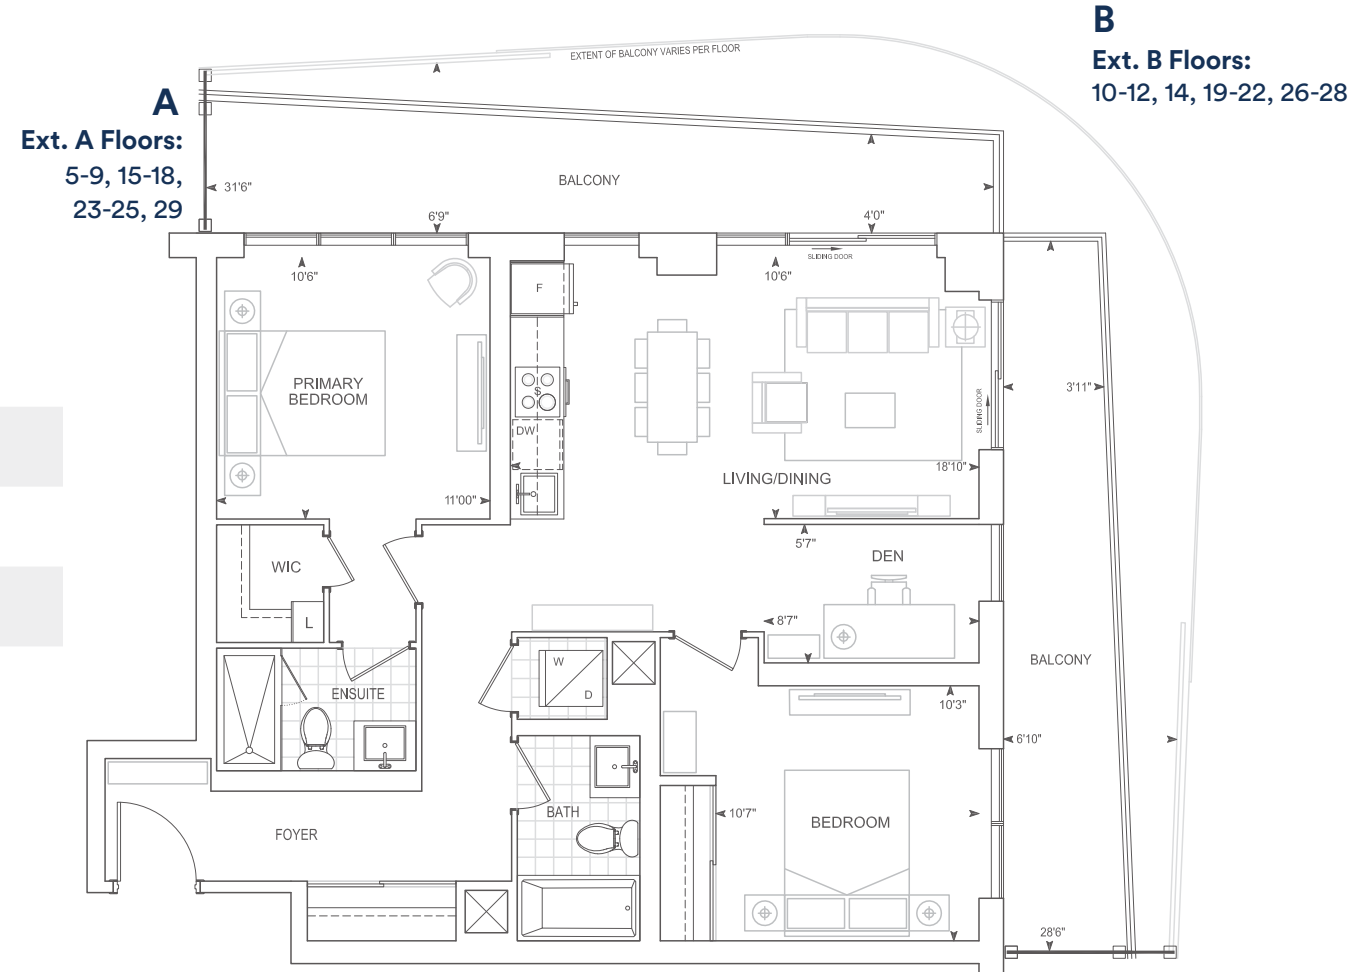 B
Ext. B Floors:
10-12, 14, 19-22, 26-28
EXTENT OF BALCONY VARIES PER FLOOR
A
Ext. A Floors:
5-9, 15-18,
23-25, 29
31'6"
BALCONY
6'9"
4'0"
SLIDING DOOR
10'6"
10'6"
F
PRIMARY
BEDROOM
S
DW
3'11"
SLIDING DOOR
18'10"
LIVING/DINING
11'00"
5'7"
DEN
WIC
L
8'7"
BALCONY
W
D
ENSUITE
10'3"
6'10"
10'7"
BATH
BEDROOM
FOYER
28'6"